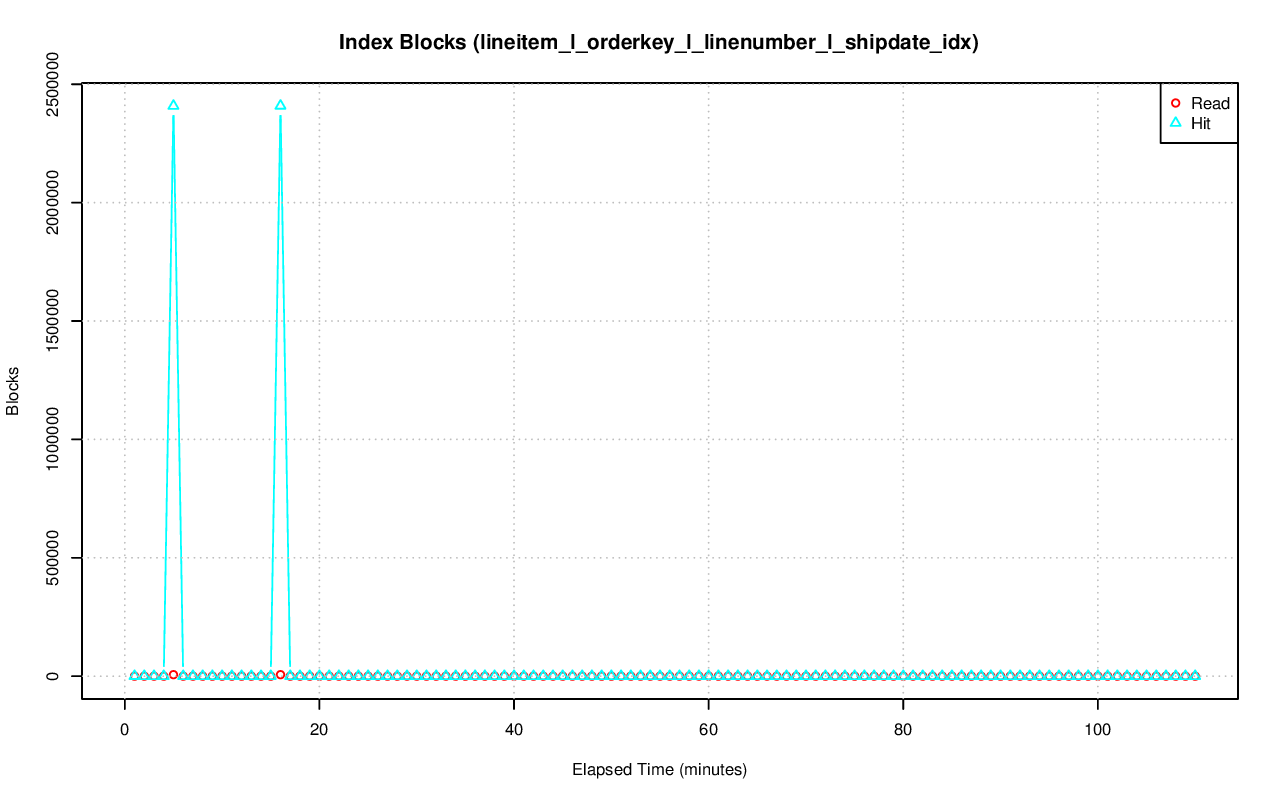 Index Blocks (lineitem_l_orderkey_l_linenumber_l_shipdate_idx)
Read
Hit
2500000
2000000
1500000
1000000
500000
0
Blocks
0 20 40 60 80 100
Elapsed Time (minutes)